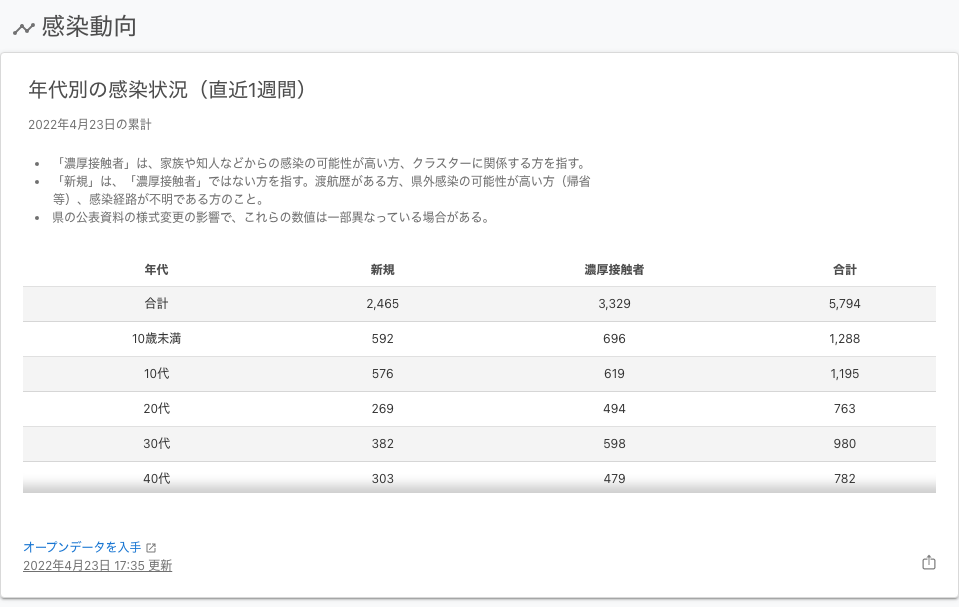 感染動向
年代別の感染状況（直近1週間）
2022年4月23日の累計
• 「濃厚接触者」は、家族や知人などからの感染の可能性が高い方、クラスターに関係する方を指す。
• 「新規」は、「濃厚接触者」ではない方を指す。渡航歴がある方、県外感染の可能性が高い方（帰省
等）、感染経路が不明である方のこと。
• 県の公表資料の様式変更の影響で、これらの数値は一部異なっている場合がある。
年代 新規 濃厚接触者 合計
合計 2,465 3,329 5,794
10歳未満 592 696 1,288
10代 576 619 1,195
20代 269 494 763
30代 382 598 980
40代 303 479 782
オープンデータを入手
2022年4月23日 17:35 更新